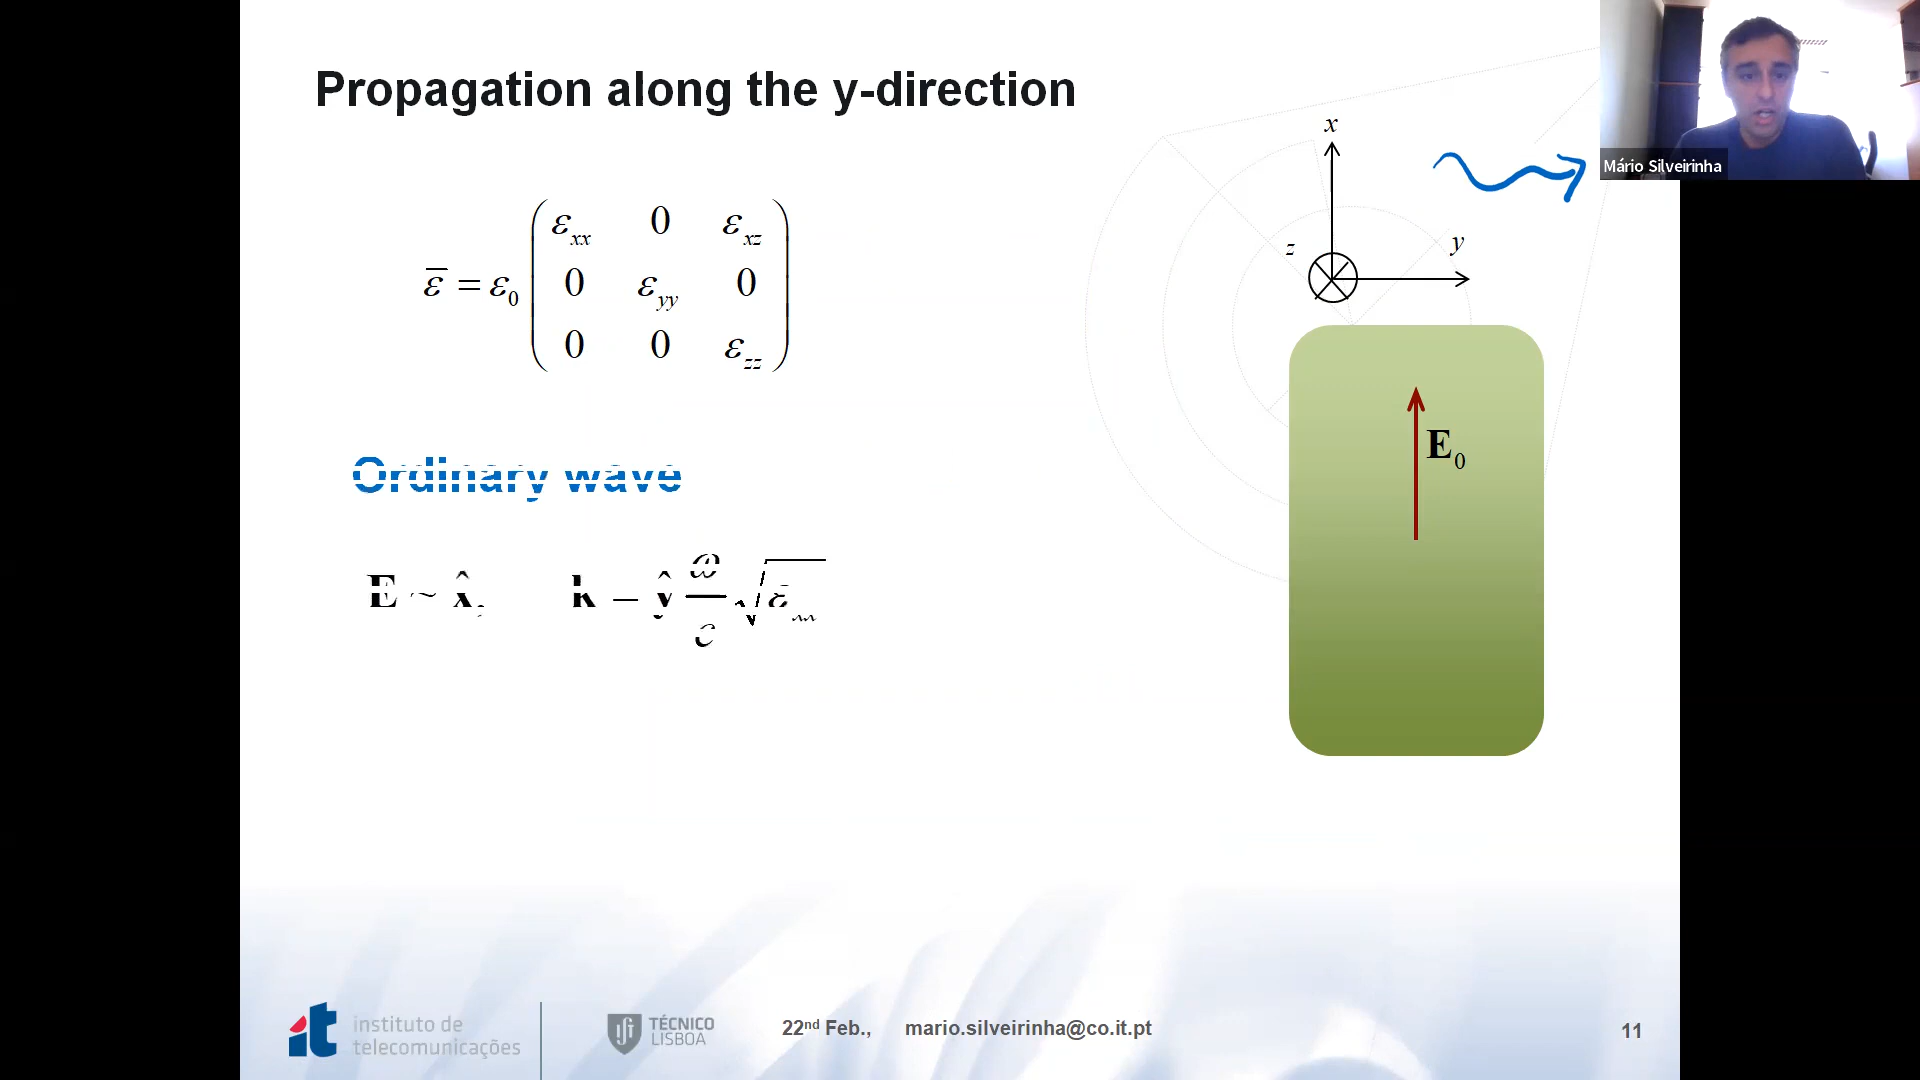 Propagation along the y-direction
Mário Silveirinha
x
z
y
ε̅ = ε₀ ( εxx 0 εxz
0 εyy 0
0 0 εzz )
E₀
Ordinary wave
E ~ x̂, k = ŷ ω/c √εxx
instituto de
telecomunicações
TÉCNICO
LISBOA
22nd Feb., mario.silveirinha@co.it.pt
11